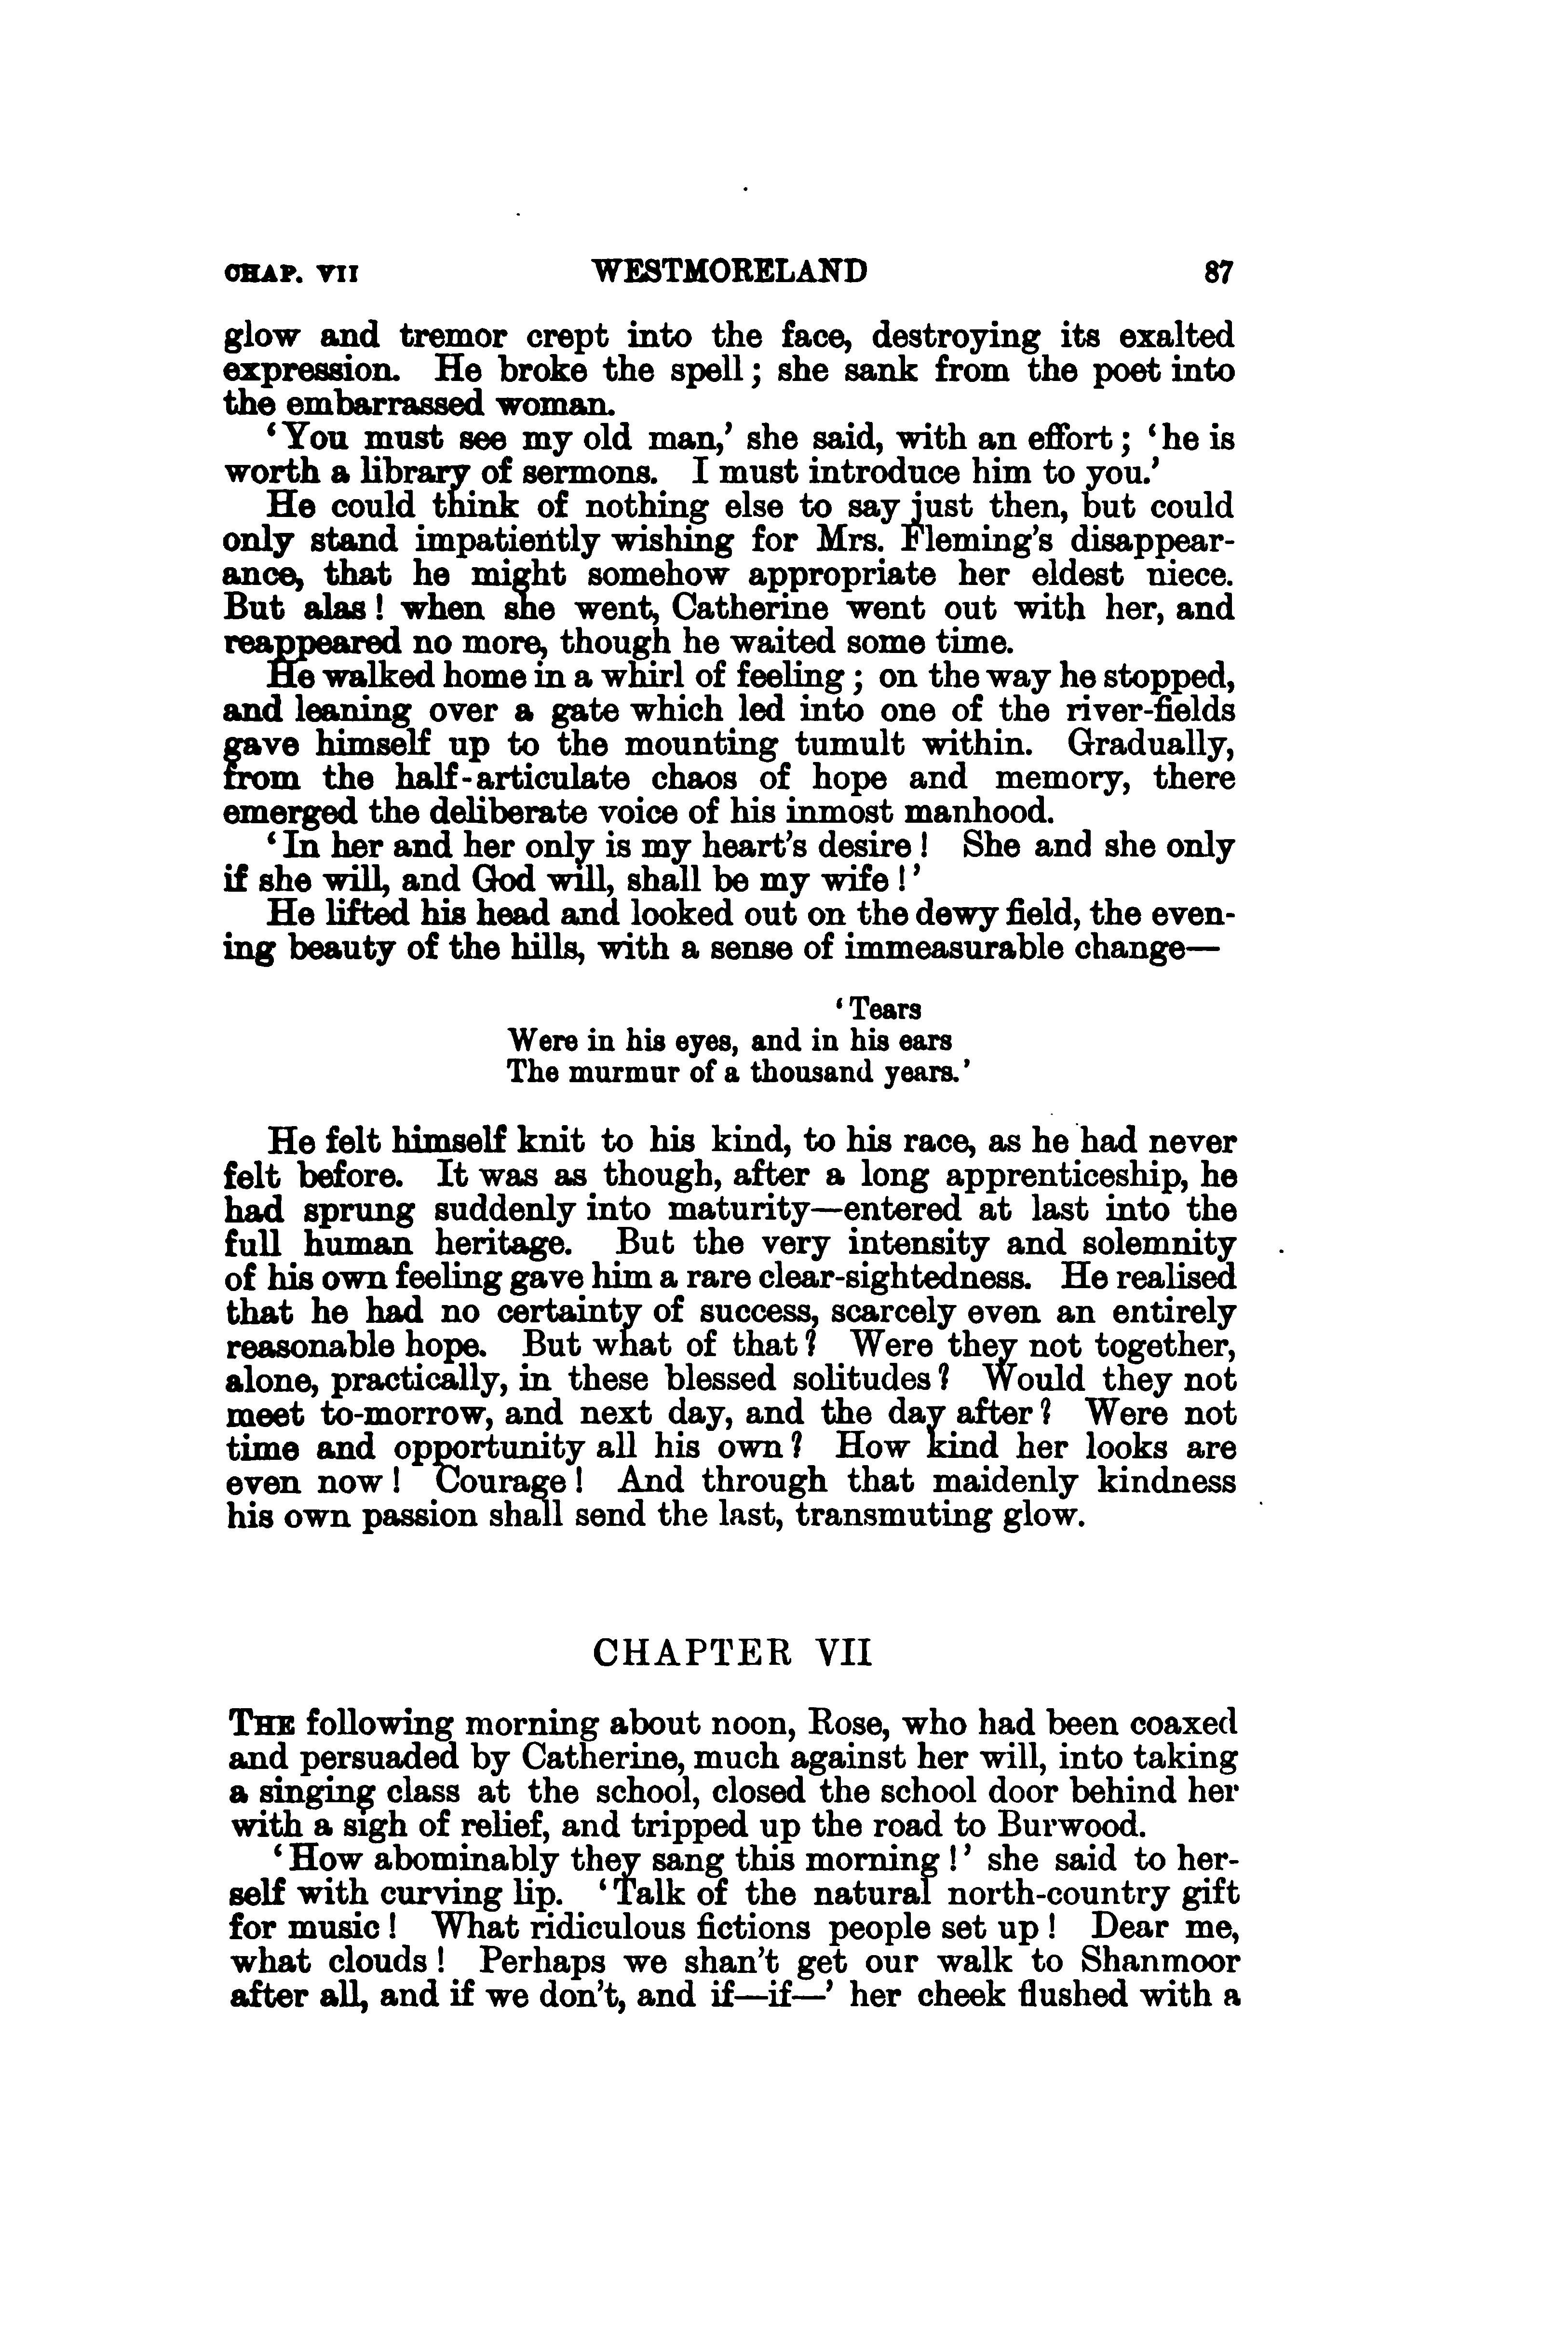 CHAP. VII WESTMORELAND 87
glow and tremor crept into the face, destroying its exalted
expression. He broke the spell; she sank from the poet into
the embarrassed woman.
‘You must see my old man,’ she said, with an effort; ‘he is
worth a library of sermons. I must introduce him to you.’
He could think of nothing else to say just then, but could
only stand impatiently wishing for Mrs. Fleming’s disappear-
ance, that he might somehow appropriate her eldest niece.
But alas! when she went, Catherine went out with her, and
reappeared no more, though he waited some time.
He walked home in a whirl of feeling; on the way he stopped,
and leaning over a gate which led into one of the river-fields
gave himself up to the mounting tumult within. Gradually,
from the half-articulate chaos of hope and memory, there
emerged the deliberate voice of his inmost manhood.
‘In her and her only is my heart’s desire! She and she only
if she will, and God will, shall be my wife!’
He lifted his head and looked out on the dewy field, the even-
ing beauty of the hills, with a sense of immeasurable change—
‘Tears
Were in his eyes, and in his ears
The murmur of a thousand years.’
He felt himself knit to his kind, to his race, as he had never
felt before. It was as though, after a long apprenticeship, he
had sprung suddenly into maturity—entered at last into the
full human heritage. But the very intensity and solemnity
of his own feeling gave him a rare clear-sightedness. He realised
that he had no certainty of success, scarcely even an entirely
reasonable hope. But what of that? Were they not together,
alone, practically, in these blessed solitudes? Would they not
meet to-morrow, and next day, and the day after? Were not
time and opportunity all his own? How kind her looks are
even now! Courage! And through that maidenly kindness
his own passion shall send the last, transmuting glow.
CHAPTER VII
THE following morning about noon, Rose, who had been coaxed
and persuaded by Catherine, much against her will, into taking
a singing class at the school, closed the school door behind her
with a sigh of relief, and tripped up the road to Burwood.
‘How abominably they sang this morning!’ she said to her-
self with curving lip. ‘Talk of the natural north-country gift
for music! What ridiculous fictions people set up! Dear me,
what clouds! Perhaps we shan’t get our walk to Shanmoor
after all, and if we don’t, and if—if—’ her cheek flushed with a